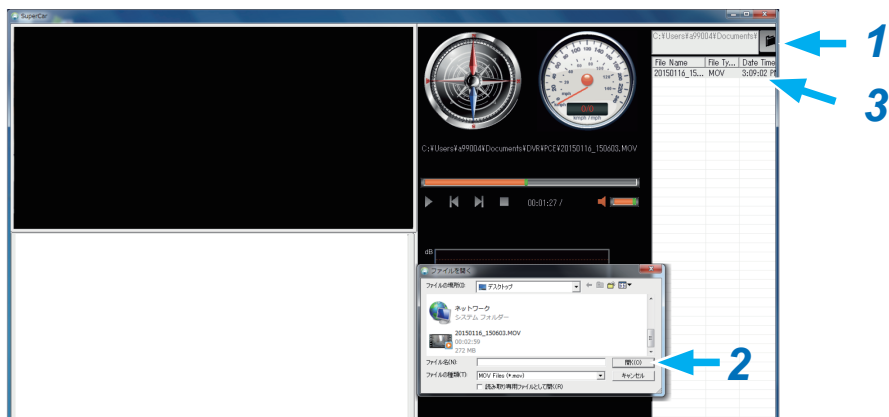 SuperCar
C:¥Users¥a99004¥Documents¥
1
File Name File Ty... Date Time
20150116_15... MOV 3:09:02 PM
3
0/0
kmph / mph
C:¥Users¥a99004¥Documents¥DVR¥PCE¥20150116_150603.MOV
00:01:27 /
dB
ファイルを開く
ファイルの場所(I): デスクトップ
ネットワーク
システム フォルダー
20150116_150603.MOV
00:02:59
272 MB
ファイル名(N): 開く(O)
2
ファイルの種類(T): MOV Files (*.mov) キャンセル
読み取り専用ファイルとして開く(R)